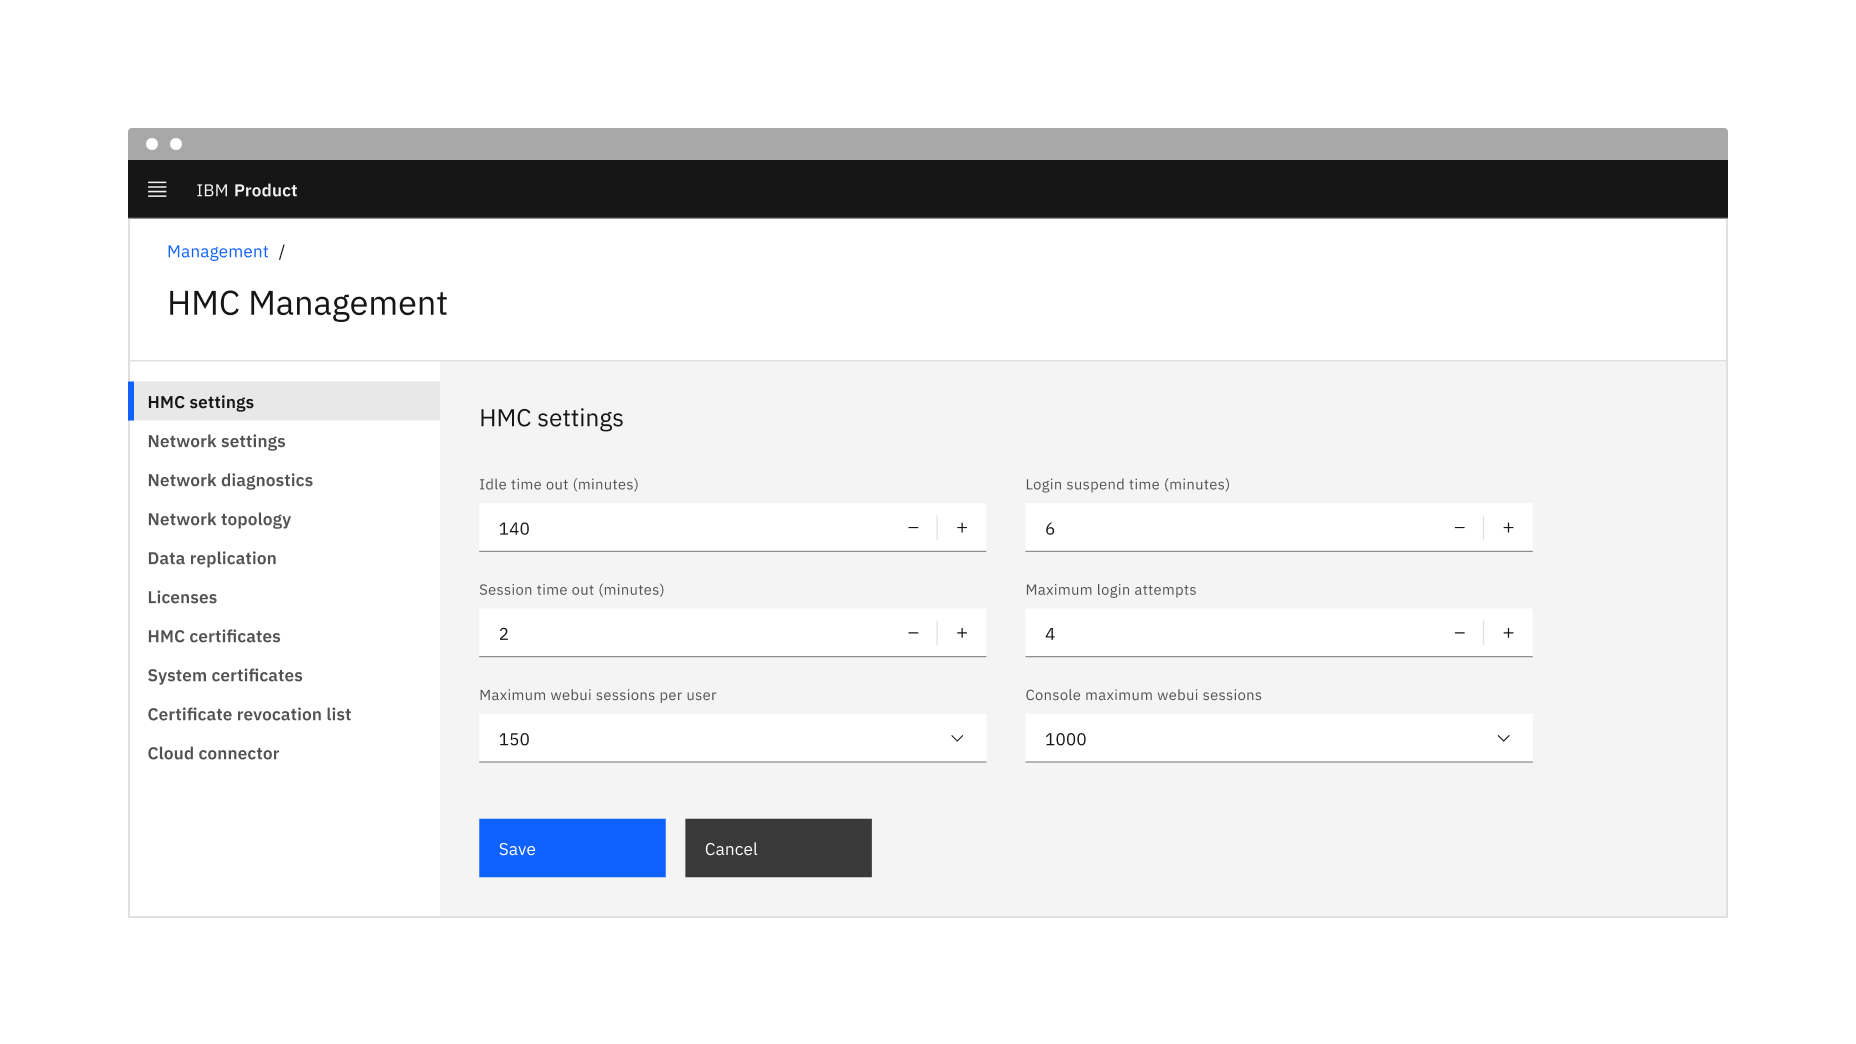 IBM Product
Management /
HMC Management
HMC settings
Network settings
Network diagnostics
Network topology
Data replication
Licenses
HMC certificates
System certificates
Certificate revocation list
Cloud connector
HMC settings
Idle time out (minutes)
140
Login suspend time (minutes)
6
Session time out (minutes)
2
Maximum login attempts
4
Maximum webui sessions per user
150
Console maximum webui sessions
1000
Save
Cancel